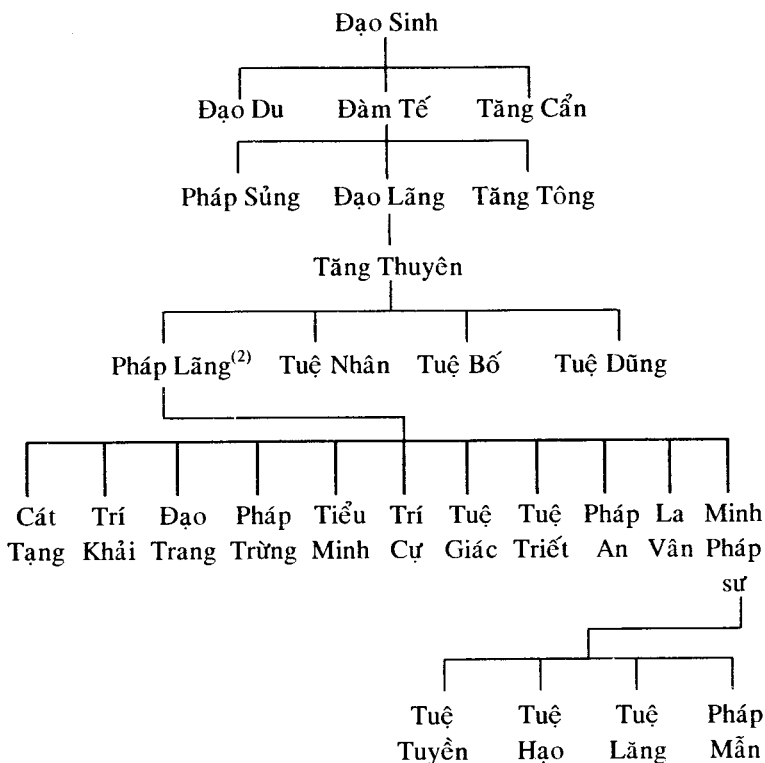 Đạo Sinh
Đạo Du Đàm Tế Tăng Cẩn
Pháp Sủng Đạo Lãng Tăng Tông
Tăng Thuyên
Pháp Lãng(2) Tuệ Nhân Tuệ Bố Tuệ Dũng
Cát Trí Đạo Pháp Tiểu Trí Tuệ Tuệ Pháp La Minh
Tạng Khải Trang Trừng Minh Cự Giác Triết An Vân Pháp
sư
Tuệ Tuệ Tuệ Pháp
Tuyền Hạo Lăng Mẫn